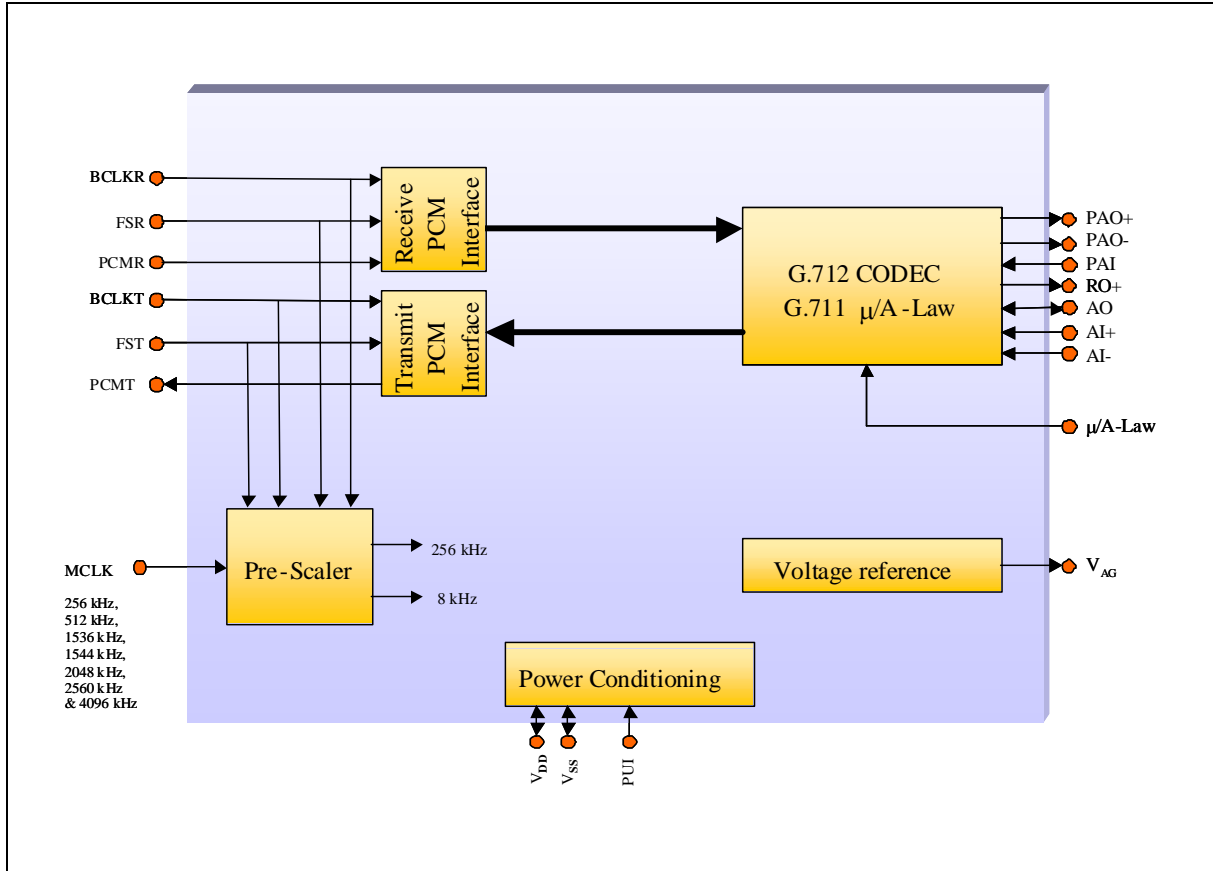 BCLKR
FSR
PCMR
BCLKT
FST
PCMT
Receive
PCM
Interface
Transmit
PCM
Interface
G.712 CODEC
G.711 μ/A-Law
PAO+
PAO-
PAI
RO+
AO
AI+
AI-
μ/A-Law
MCLK
256 kHz,
512 kHz,
1536 kHz,
1544 kHz,
2048 kHz,
2560 kHz
& 4096 kHz
Pre-Scaler
256 kHz
8 kHz
Voltage reference
VAG
Power Conditioning
VDD
VSS
PUI